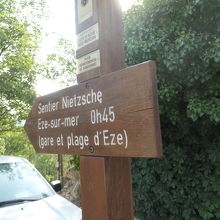 Sentier Nietzsche
Eze-sur-mer 0h45
(gare et plage d'Eze)